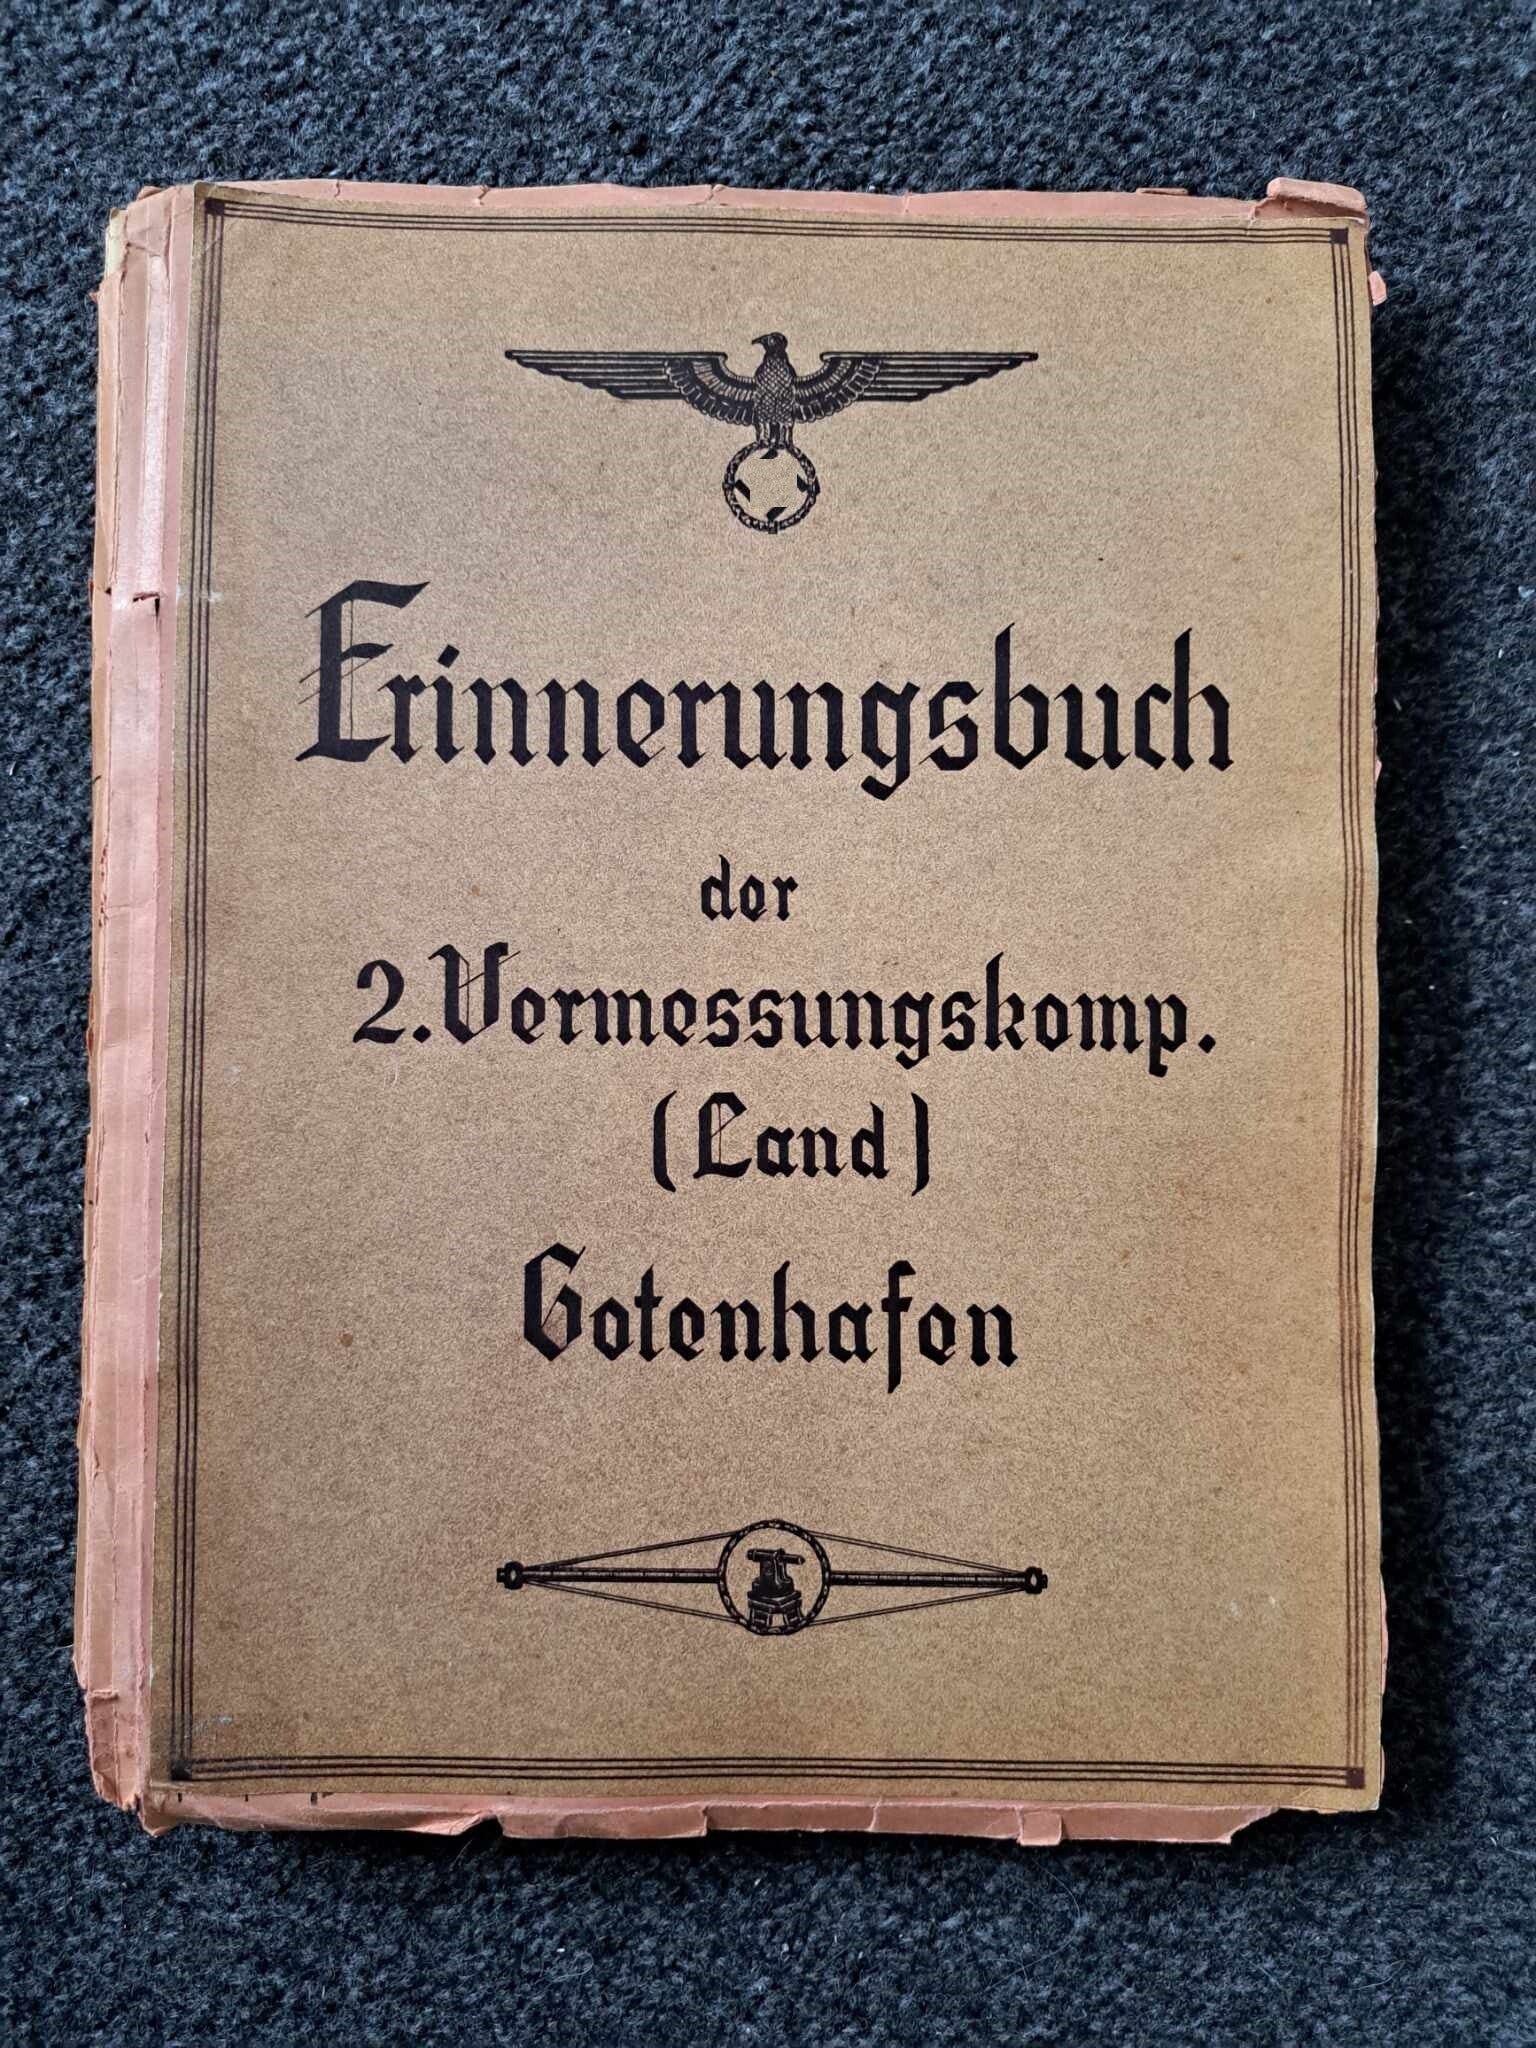 Erinnerungsbuch
der
2. Vermessungskomp.
(Land)
Gotenhafen